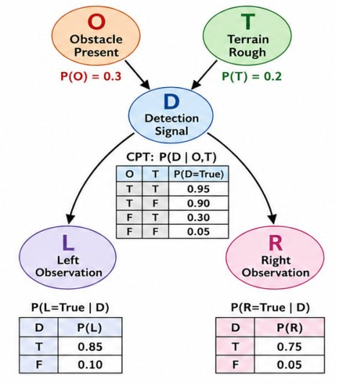 O
Obstacle
Present
T
Terrain
Rough
P(O) = 0.3
P(T) = 0.2
D
Detection
Signal
CPT: P(D | O,T)
O T P(D=True)
T T 0.95
T F 0.90
F T 0.30
F F 0.05
L
Left
Observation
R
Right
Observation
P(L=True | D)
D P(L)
T 0.85
F 0.10
P(R=True | D)
D P(R)
T 0.75
F 0.05